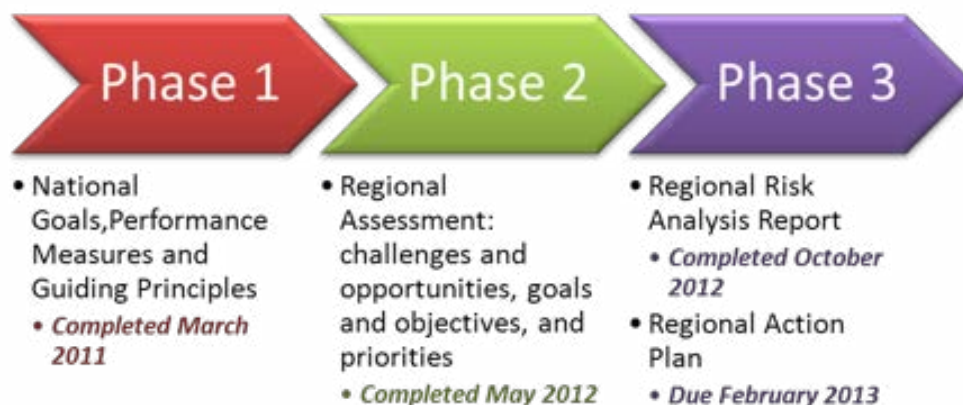 Phase 1
• National
Goals,Performance
Measures and
Guiding Principles
• Completed March
2011
Phase 2
• Regional
Assessment:
challenges and
opportunities, goals
and objectives, and
priorities
• Completed May 2012
Phase 3
• Regional Risk
Analysis Report
• Completed October
2012
• Regional Action
Plan
• Due February 2013